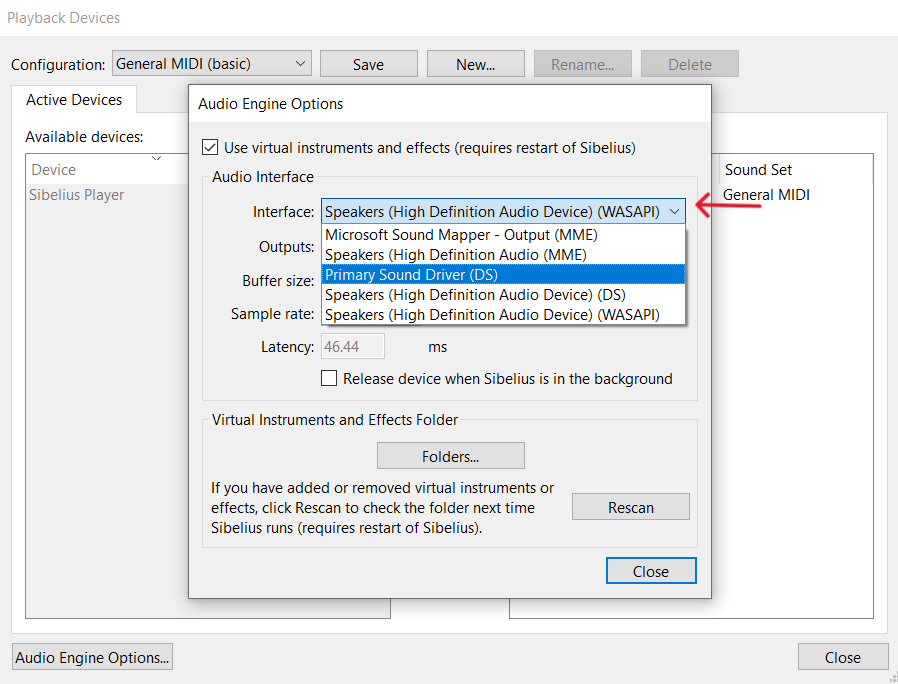 Playback Devices
Configuration: General MIDI (basic) Save New... Rename... Delete
Active Devices
Available devices:
Device
Sibelius Player
Sound Set
General MIDI
Audio Engine Options
Use virtual instruments and effects (requires restart of Sibelius)
Audio Interface
Interface: Speakers (High Definition Audio Device) (WASAPI)
Microsoft Sound Mapper - Output (MME)
Outputs:
Speakers (High Definition Audio (MME)
Primary Sound Driver (DS)
Buffer size:
Speakers (High Definition Audio Device) (DS)
Sample rate:
Speakers (High Definition Audio Device) (WASAPI)
Latency: 46.44 ms
Release device when Sibelius is in the background
Virtual Instruments and Effects Folder
Folders...
If you have added or removed virtual instruments or
effects, click Rescan to check the folder next time
Sibelius runs (requires restart of Sibelius).
Rescan
Close
Audio Engine Options... Close